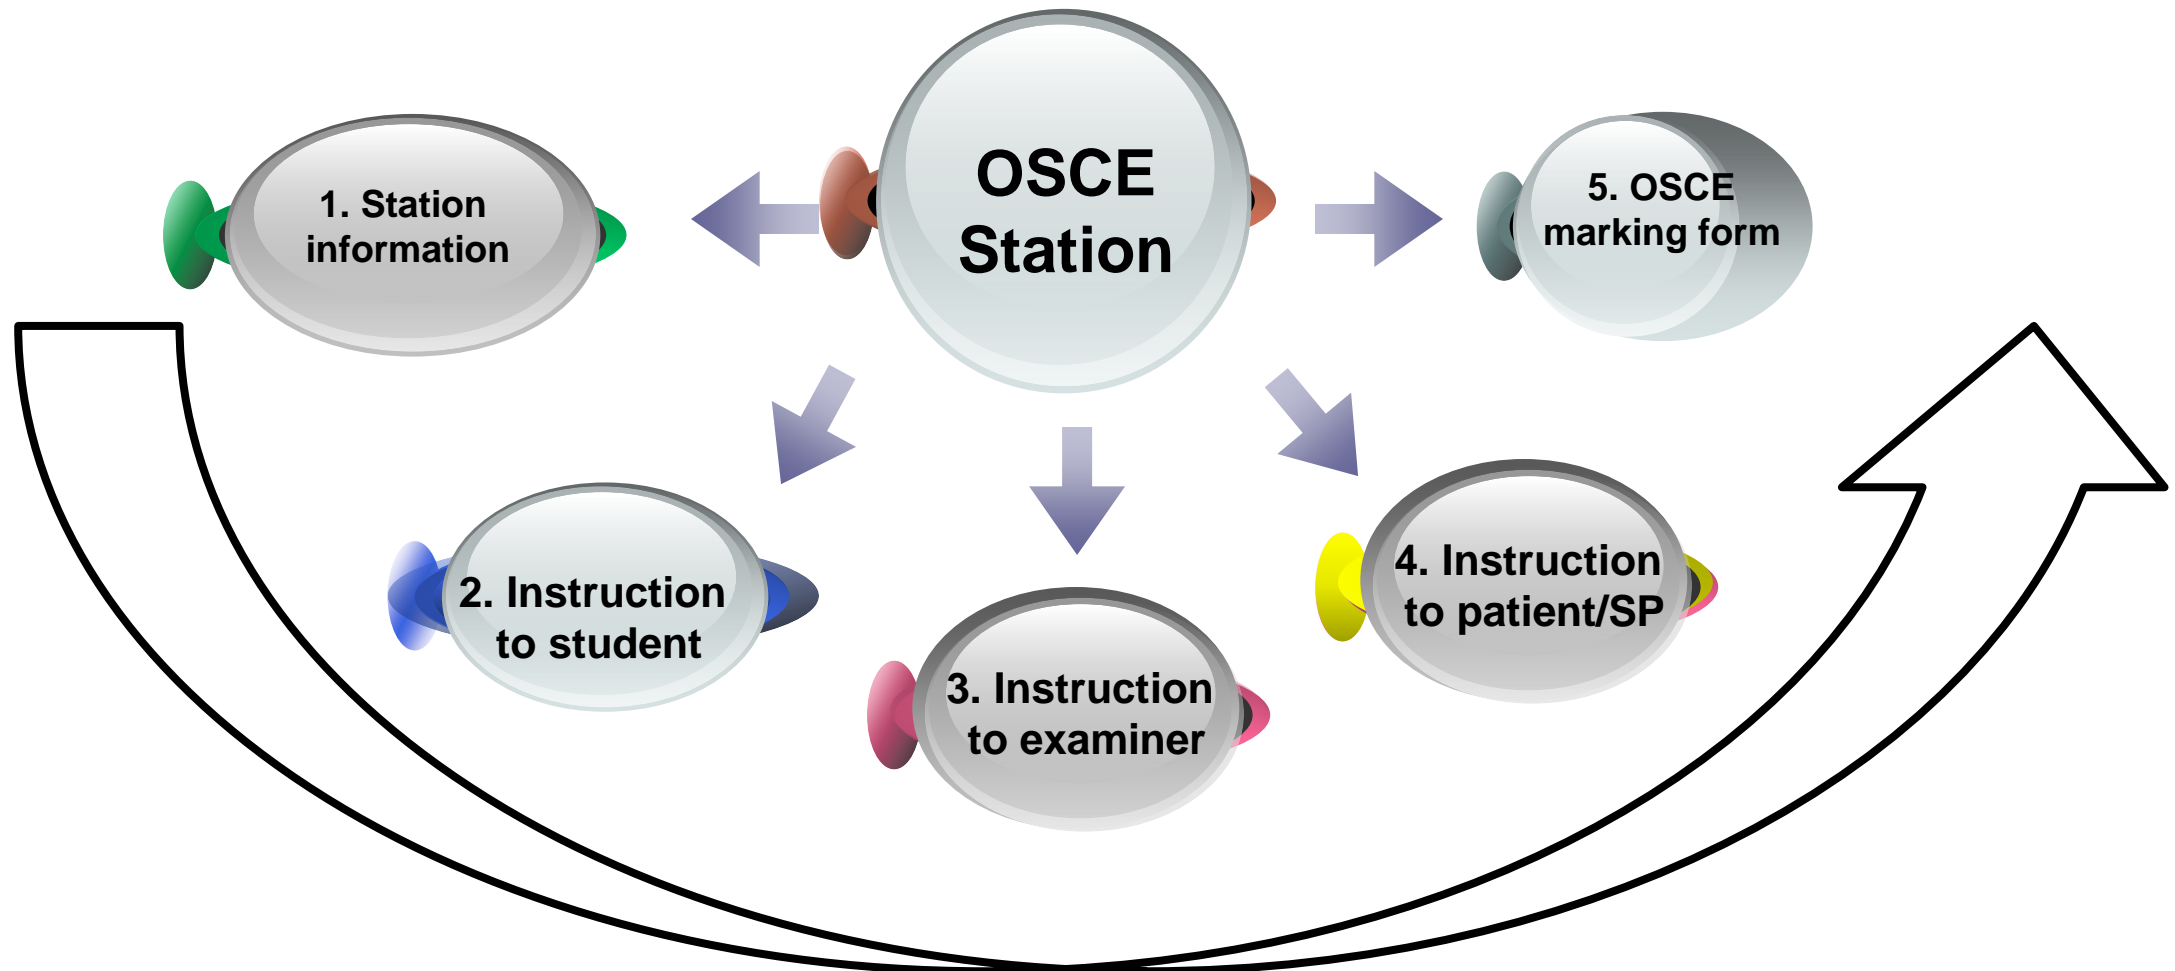 OSCE
Station
1. Station
information
2. Instruction
to student
3. Instruction
to examiner
4. Instruction
to patient/SP
5. OSCE
marking form